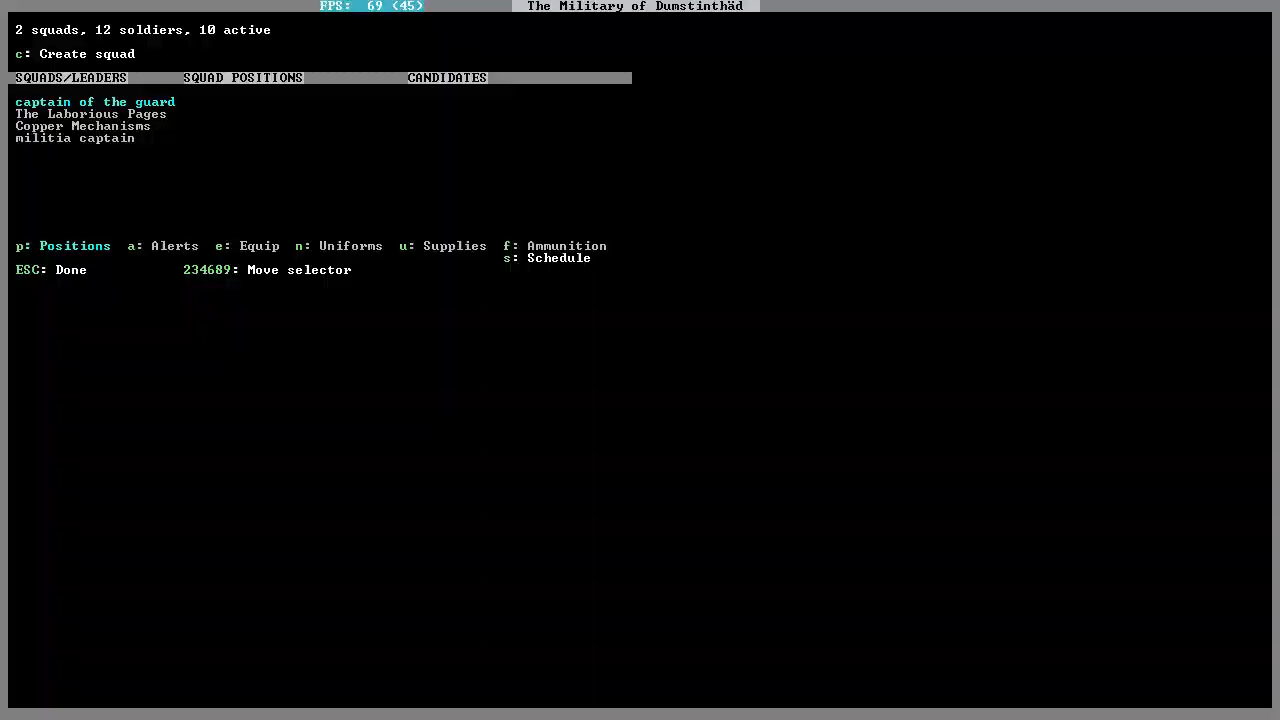 FPS: 69 (45) The Military of Dumstinthäd
2 squads, 12 soldiers, 10 active
c: Create squad
SQUADS/LEADERS SQUAD POSITIONS CANDIDATES
captain of the guard
The Laborious Pages
Copper Mechanisms
militia captain
p: Positions a: Alerts e: Equip n: Uniforms u: Supplies f: Ammunition
s: Schedule
ESC: Done 234689: Move selector